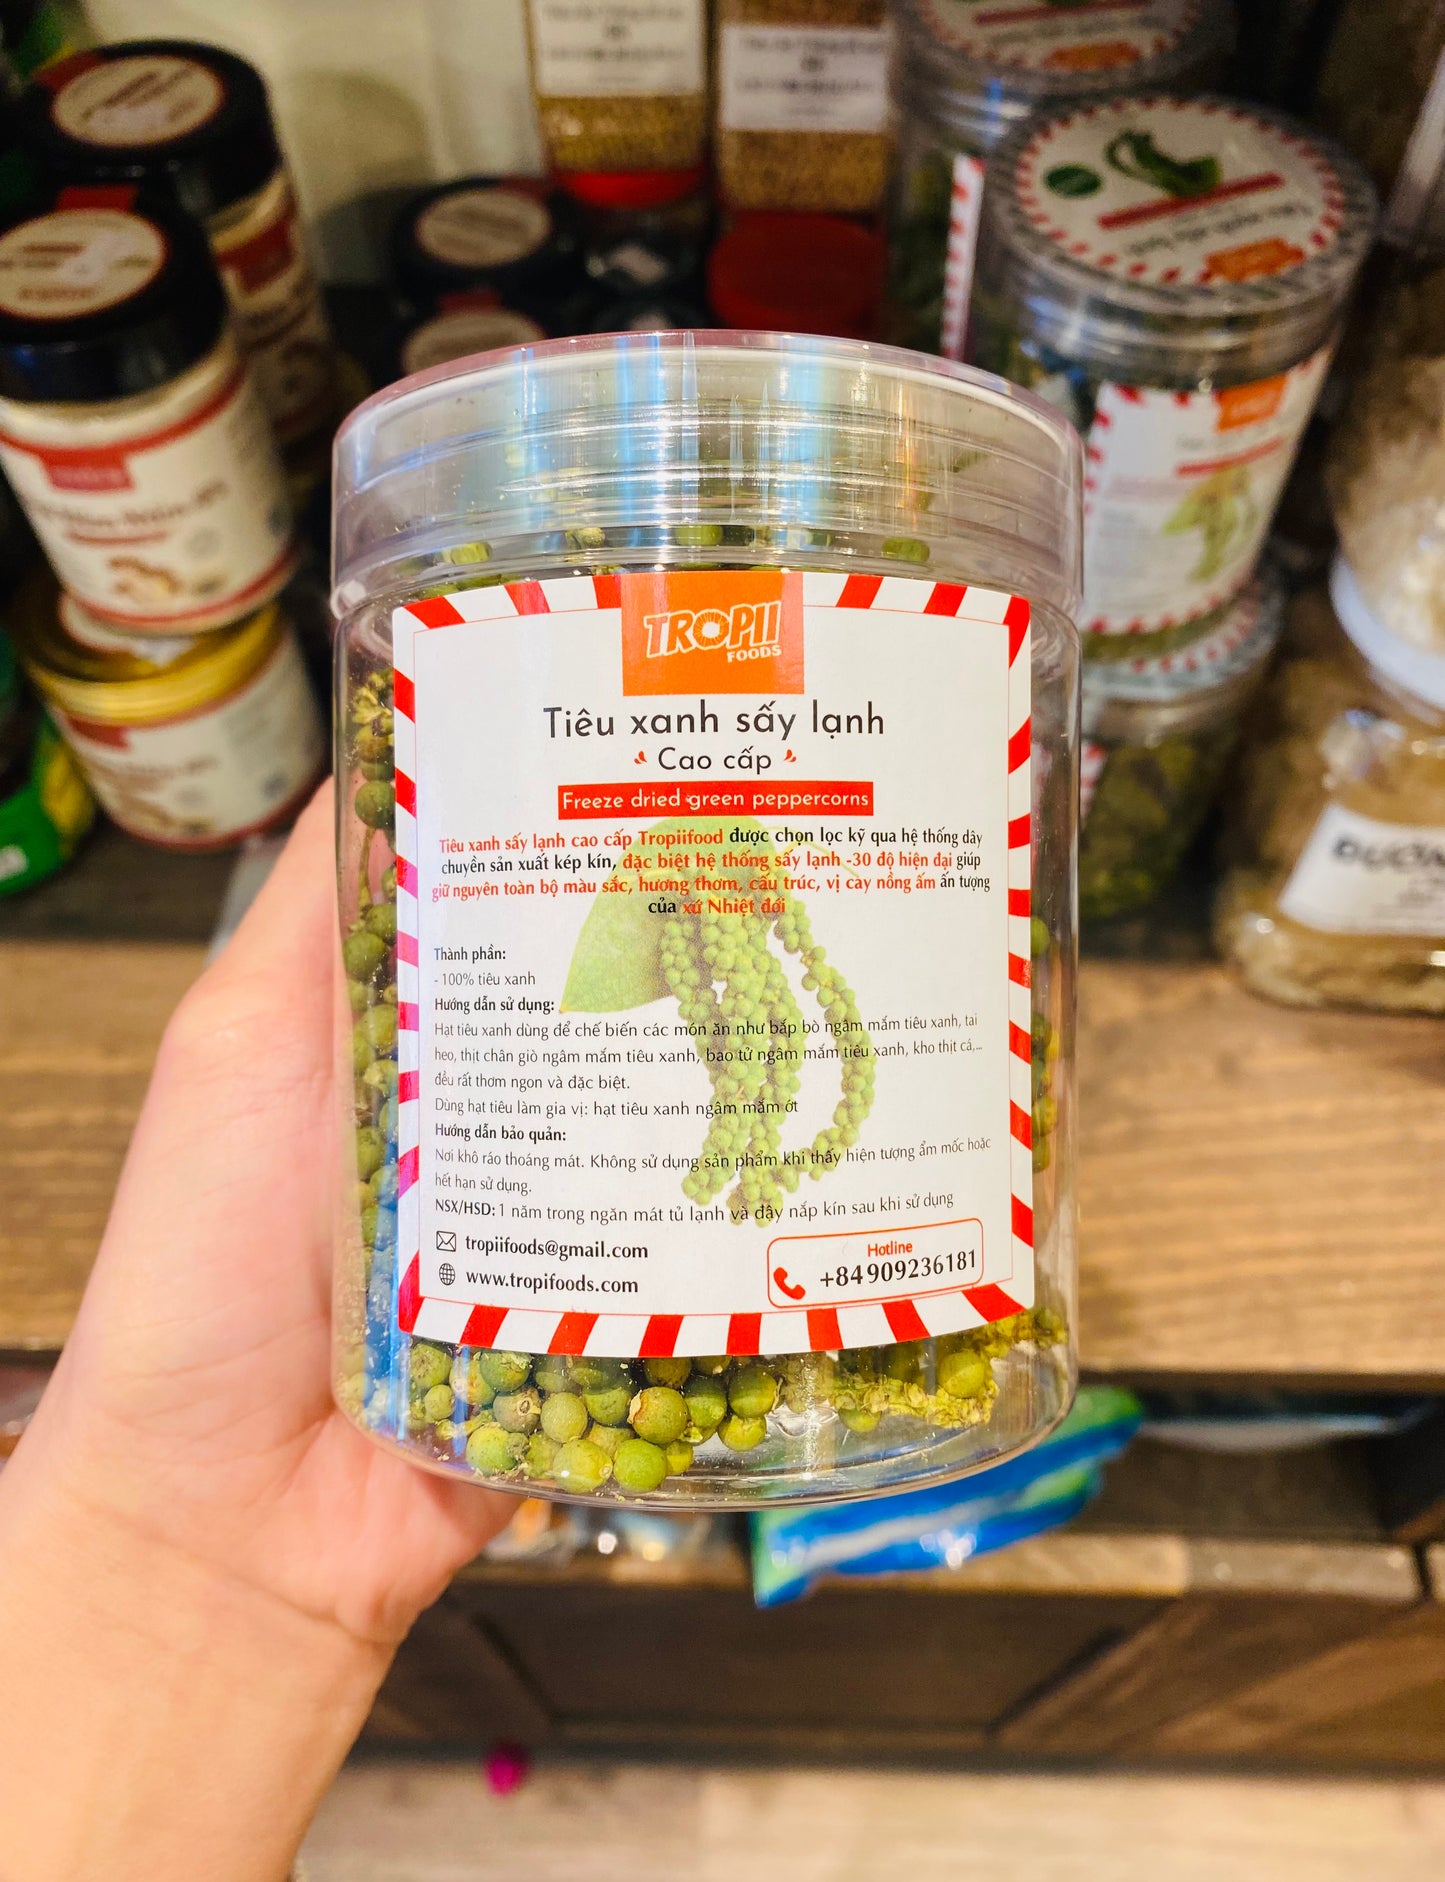 TROPII
FOODS
Tiêu xanh sấy lạnh
Cao cấp
Freeze dried green peppercorns
Tiêu xanh sấy lạnh cao cấp Tropiifood được chọn lọc kỹ qua hệ thống dây
chuyền sản xuất kép kín, đặc biệt hệ thống sấy lạnh -30 độ hiện đại giúp
giữ nguyên toàn bộ màu sắc, hương thơm, cấu trúc, vị cay nồng ấm ấn tượng
của xứ Nhiệt đới
Thành phần:
- 100% tiêu xanh
Hướng dẫn sử dụng:
Hạt tiêu xanh dùng để chế biến các món ăn như bắp bò ngâm mắm tiêu xanh, tai
heo, thịt chân giò ngâm mắm tiêu xanh, bao tử ngâm mắm tiêu xanh, kho thịt cá,...
đều rất thơm ngon và đặc biệt.
Dùng hạt tiêu làm gia vị: hạt tiêu xanh ngâm mắm ớt
Hướng dẫn bảo quản:
Nơi khô ráo thoáng mát. Không sử dụng sản phẩm khi thấy hiện tượng ẩm mốc hoặc
hết hạn sử dụng.
NSX/HSD: 1 năm trong ngăn mát tủ lạnh và đậy nắp kín sau khi sử dụng
tropiifoods@gmail.com
www.tropifoods.com
Hotline
+84909236181